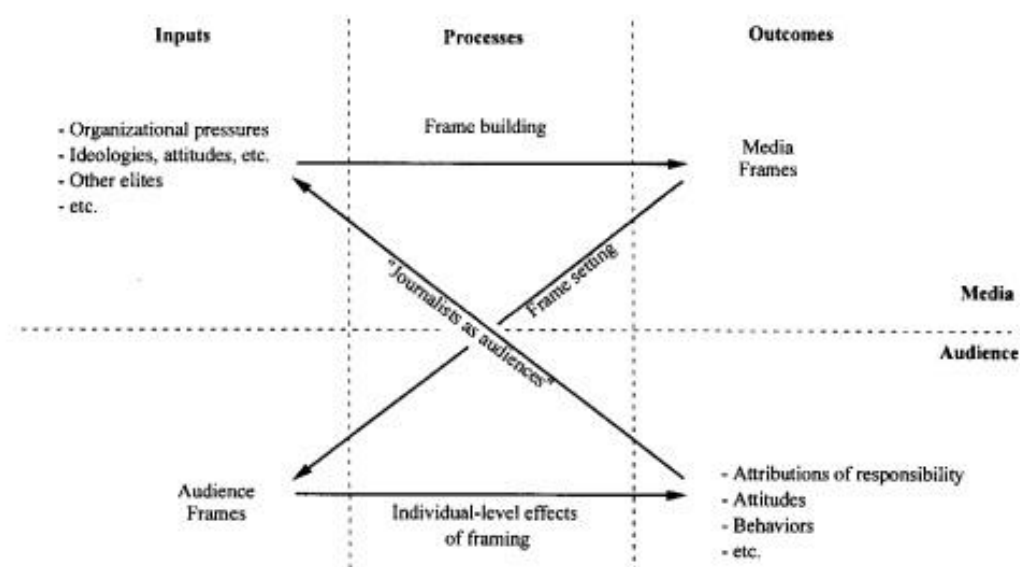 Inputs
Processes
Outcomes
- Organizational pressures
- Ideologies, attitudes, etc.
- Other elites
- etc.
Frame building
Media
Frames
"Journalists as audiences"
Frame setting
Media
Audience
Audience
Frames
Individual-level effects
of framing
- Attributions of responsibility
- Attitudes
- Behaviors
- etc.